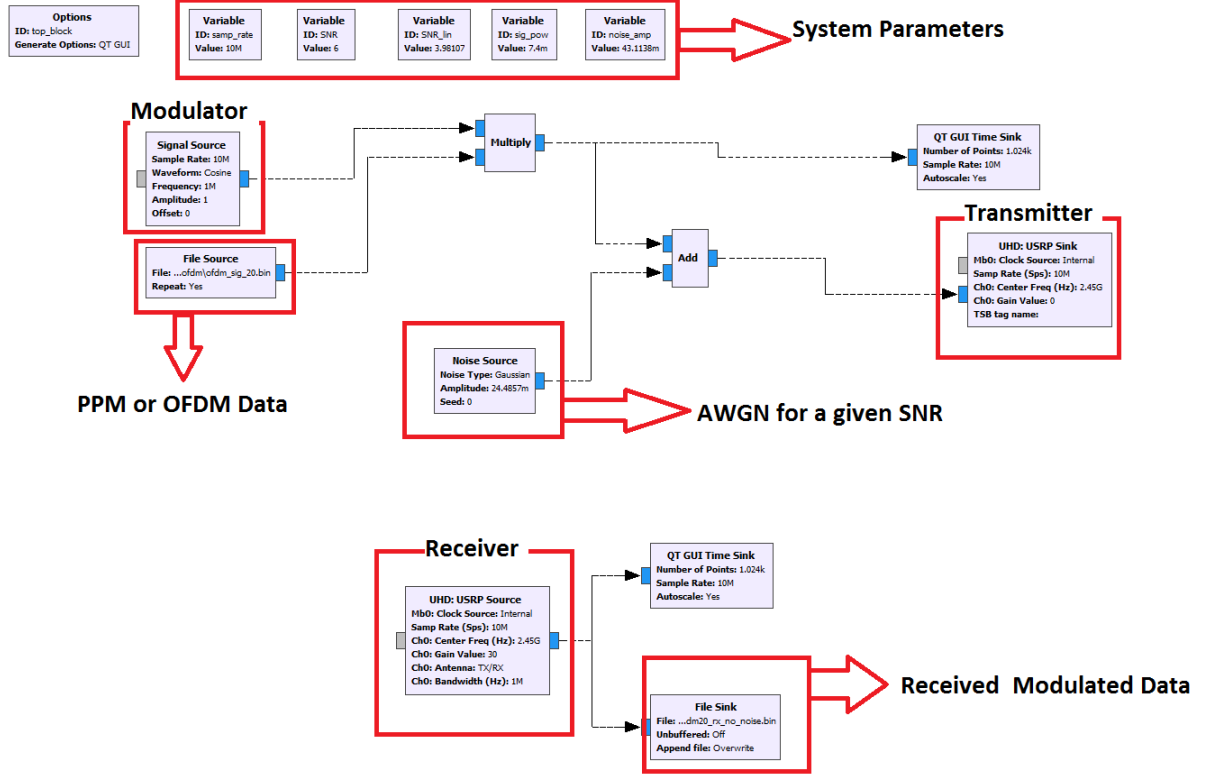 Options
ID: top_block
Generate Options: QT GUI
Variable
ID: samp_rate
Value: 10M
Variable
ID: SNR
Value: 6
Variable
ID: SNR_lin
Value: 3.98107
Variable
ID: sig_pow
Value: 7.4m
Variable
ID: noise_amp
Value: 43.1138m
System Parameters
Modulator
Signal Source
Sample Rate: 10M
Waveform: Cosine
Frequency: 1M
Amplitude: 1
Offset: 0
Multiply
QT GUI Time Sink
Number of Points: 1.024k
Sample Rate: 10M
Autoscale: Yes
File Source
File: ...ofdm\ofdm_sig_20.bin
Repeat: Yes
Add
Transmitter
UHD: USRP Sink
Mb0: Clock Source: Internal
Samp Rate (Sps): 10M
Ch0: Center Freq (Hz): 2.45G
Ch0: Gain Value: 0
TSB tag name:
PPM or OFDM Data
Noise Source
Noise Type: Gaussian
Amplitude: 24.4857m
Seed: 0
AWGN for a given SNR
Receiver
UHD: USRP Source
Mb0: Clock Source: Internal
Samp Rate (Sps): 10M
Ch0: Center Freq (Hz): 2.45G
Ch0: Gain Value: 30
Ch0: Antenna: TX/RX
Ch0: Bandwidth (Hz): 1M
QT GUI Time Sink
Number of Points: 1.024k
Sample Rate: 10M
Autoscale: Yes
File Sink
File: ...dm20_rx_no_noise.bin
Unbuffered: Off
Append file: Overwrite
Received Modulated Data